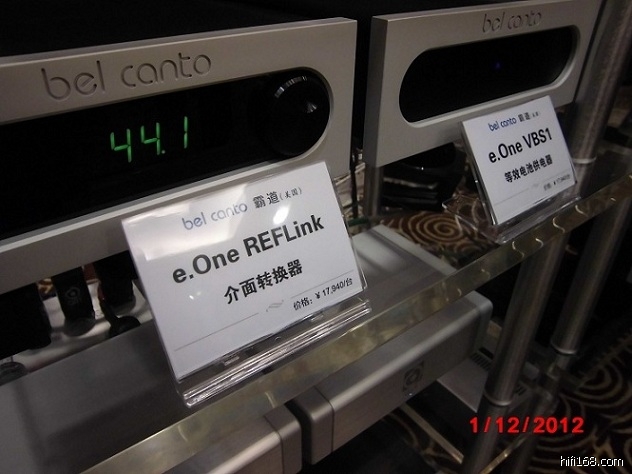 bel canto
44.1
bel canto 霸道(美国)
e.One REFLink
介面转换器
价格: ¥17,940/台
bel canto
bel canto 霸道
e.One VBS1
等效电池供电器
1/12/2012
hifi168.com